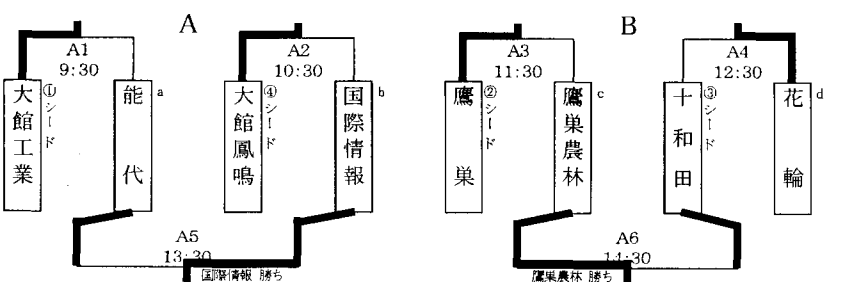 A
B
A1
9:30
A2
10:30
A3
11:30
A4
12:30
大館工業
①シード
能代
a
大館鳳鳴
④シード
国際情報
b
鷹巣
②シード
鷹巣農林
c
十和田
③シード
花輪
d
A5
13:30
国際情報 勝ち
A6
14:30
鷹巣農林 勝ち